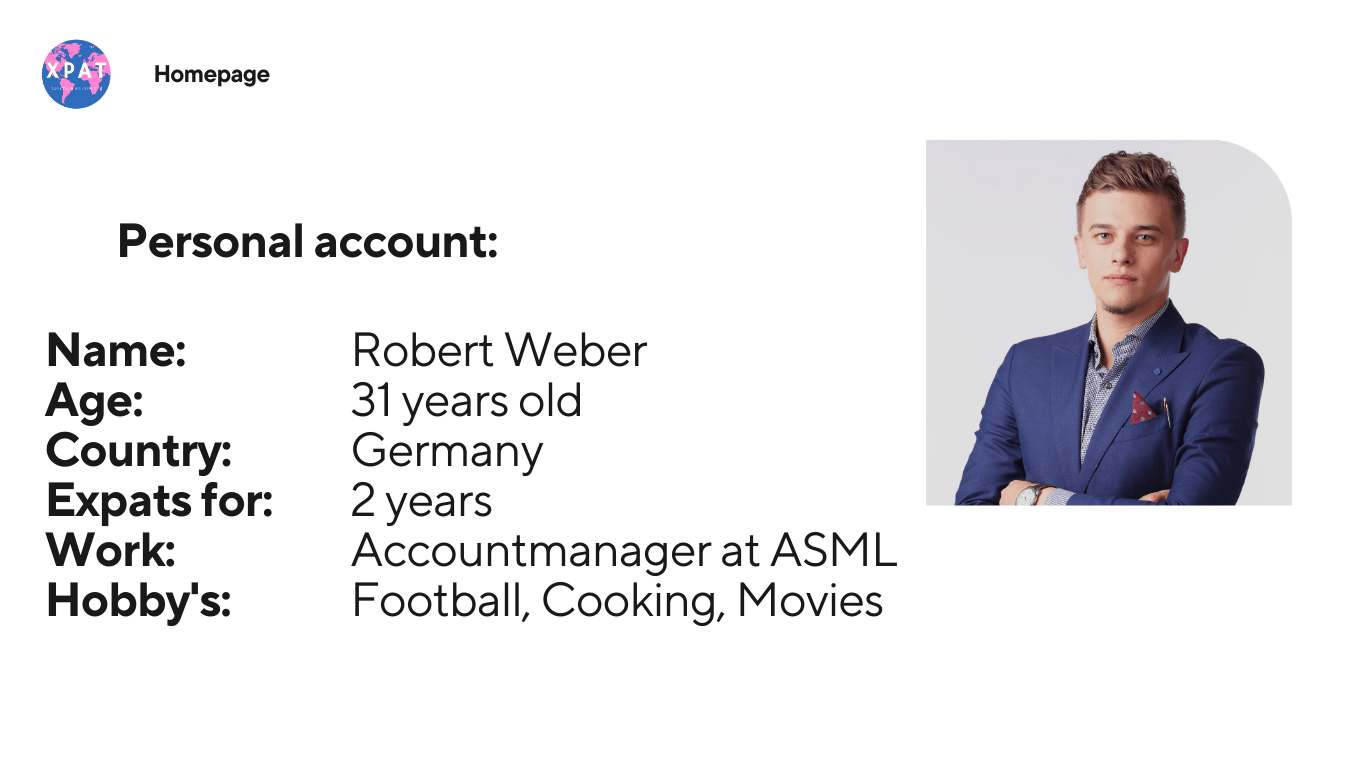 XPAT
Homepage
Personal account:
Name: Robert Weber
Age: 31 years old
Country: Germany
Expats for: 2 years
Work: Accountmanager at ASML
Hobby's: Football, Cooking, Movies